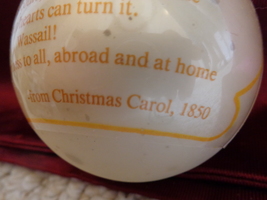 can turn it.
Wassail!
to all, abroad and at home
-from Christmas Carol, 1850